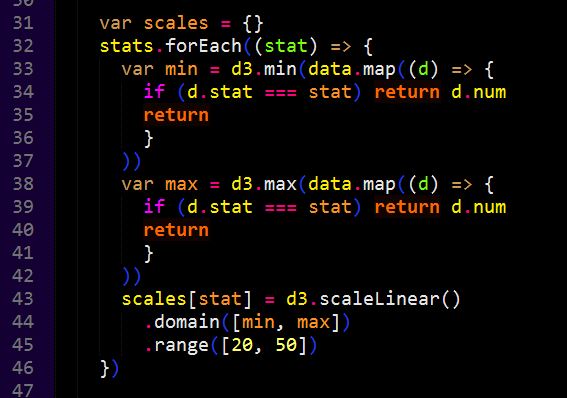 31 var scales = {}
32 stats.forEach((stat) => {
33 var min = d3.min(data.map((d) => {
34 if (d.stat === stat) return d.num
35 return
36 }
37 ))
38 var max = d3.max(data.map((d) => {
39 if (d.stat === stat) return d.num
40 return
41 }
42 ))
43 scales[stat] = d3.scaleLinear()
44 .domain([min, max])
45 .range([20, 50])
46 })
47